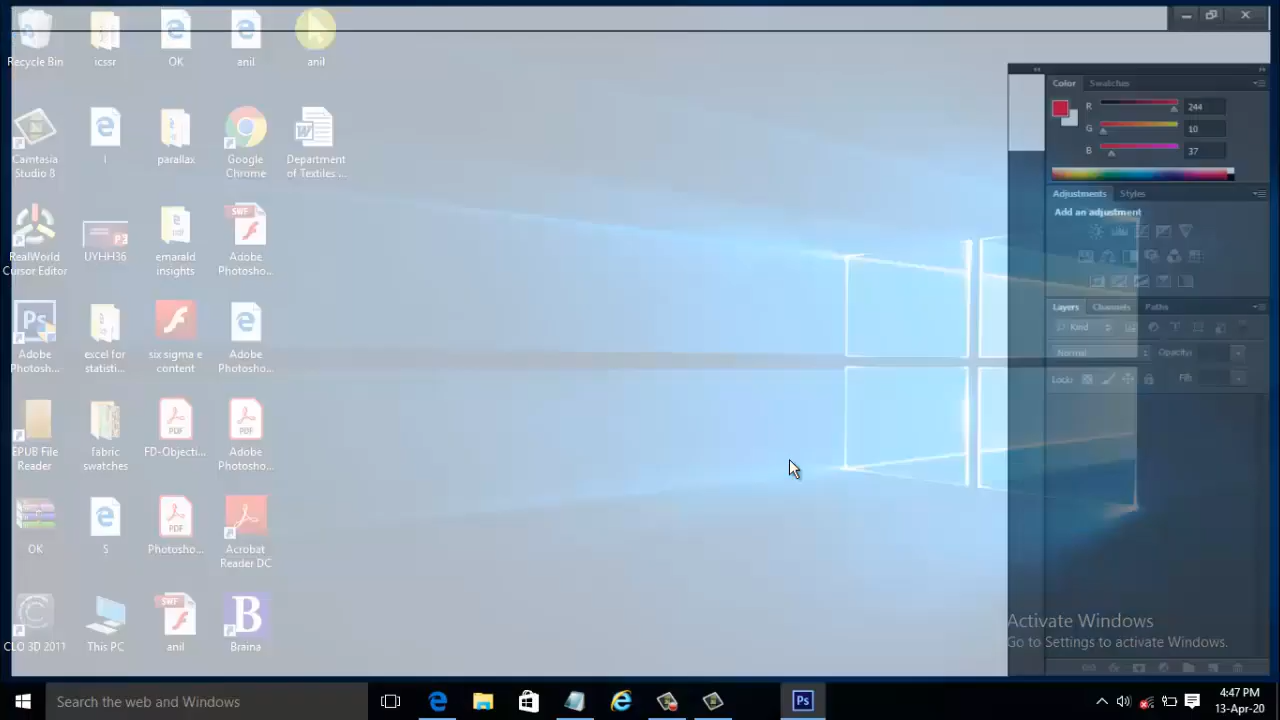 Recycle Bin
icssr
OK
anil
anil
Camtasia
Studio 8
l
parallax
Google
Chrome
Department
of Textiles ...
RealWorld
Cursor Editor
UYHH36
emarald
insights
Adobe
Photosho...
Adobe
Photosh...
excel for
statisti...
six sigma e
content
Adobe
Photosho...
EPUB File
Reader
fabric
swatches
FD-Objecti...
Adobe
Photosho...
OK
S
Photosho...
Acrobat
Reader DC
CLO 3D 2011
This PC
anil
Braina
Color
Swatches
R
244
G
10
B
37
Adjustments
Styles
Add an adjustment
Layers
Channels
Paths
Kind
Normal
Opacity:
Lock:
Fill:
Activate Windows
Go to Settings to activate Windows.
Search the web and Windows
Ps
4:47 PM
13-Apr-20